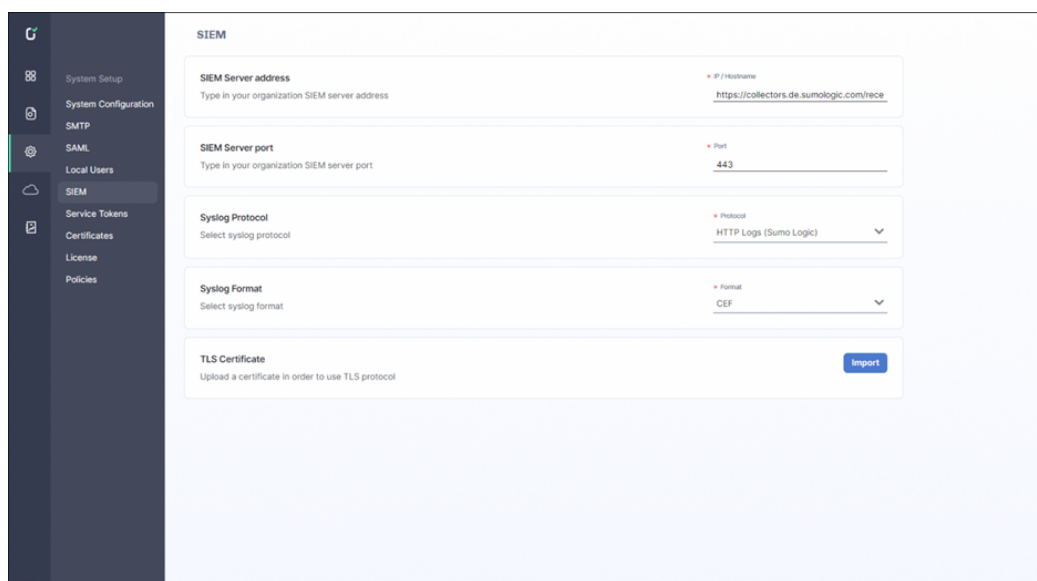 SIEM
System Setup
System Configuration
SMTP
SAML
Local Users
SIEM
Service Tokens
Certificates
License
Policies
SIEM Server address
Type in your organization SIEM server address
* IP / Hostname
https://collectors.de.sumologic.com/rece
SIEM Server port
Type in your organization SIEM server port
* Port
443
Syslog Protocol
Select syslog protocol
* Protocol
HTTP Logs (Sumo Logic)
Syslog Format
Select syslog format
* Format
CEF
TLS Certificate
Upload a certificate in order to use TLS protocol
Import